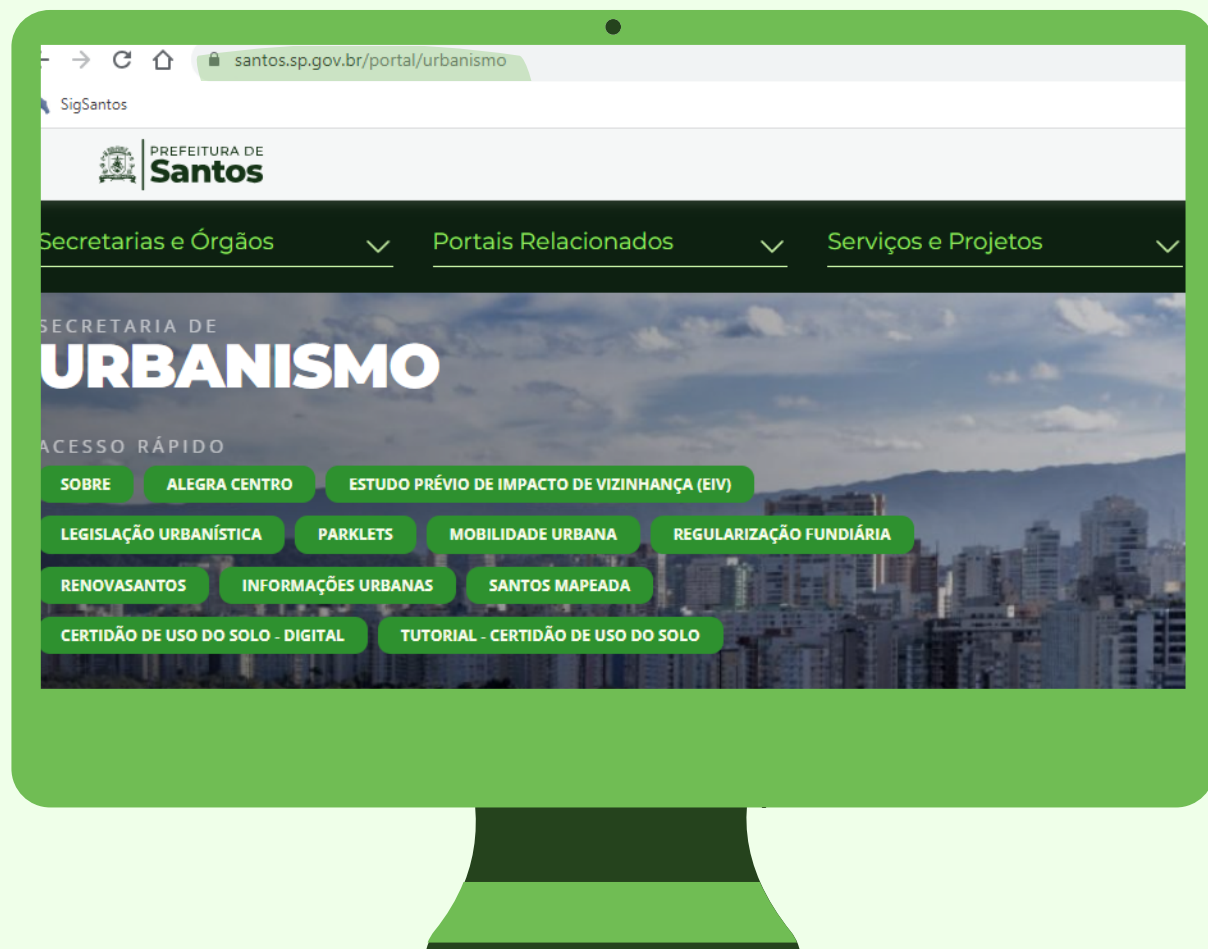 santos.sp.gov.br/portal/urbanismo
SigSantos
PREFEITURA DE
Santos
Secretarias e Órgãos Portais Relacionados Serviços e Projetos
SECRETARIA DE
URBANISMO
ACESSO RÁPIDO
SOBRE ALEGRA CENTRO ESTUDO PRÉVIO DE IMPACTO DE VIZINHANÇA (EIV)
LEGISLAÇÃO URBANÍSTICA PARKLETS MOBILIDADE URBANA REGULARIZAÇÃO FUNDIÁRIA
RENOVASANTOS INFORMAÇÕES URBANAS SANTOS MAPEADA
CERTIDÃO DE USO DO SOLO - DIGITAL TUTORIAL - CERTIDÃO DE USO DO SOLO